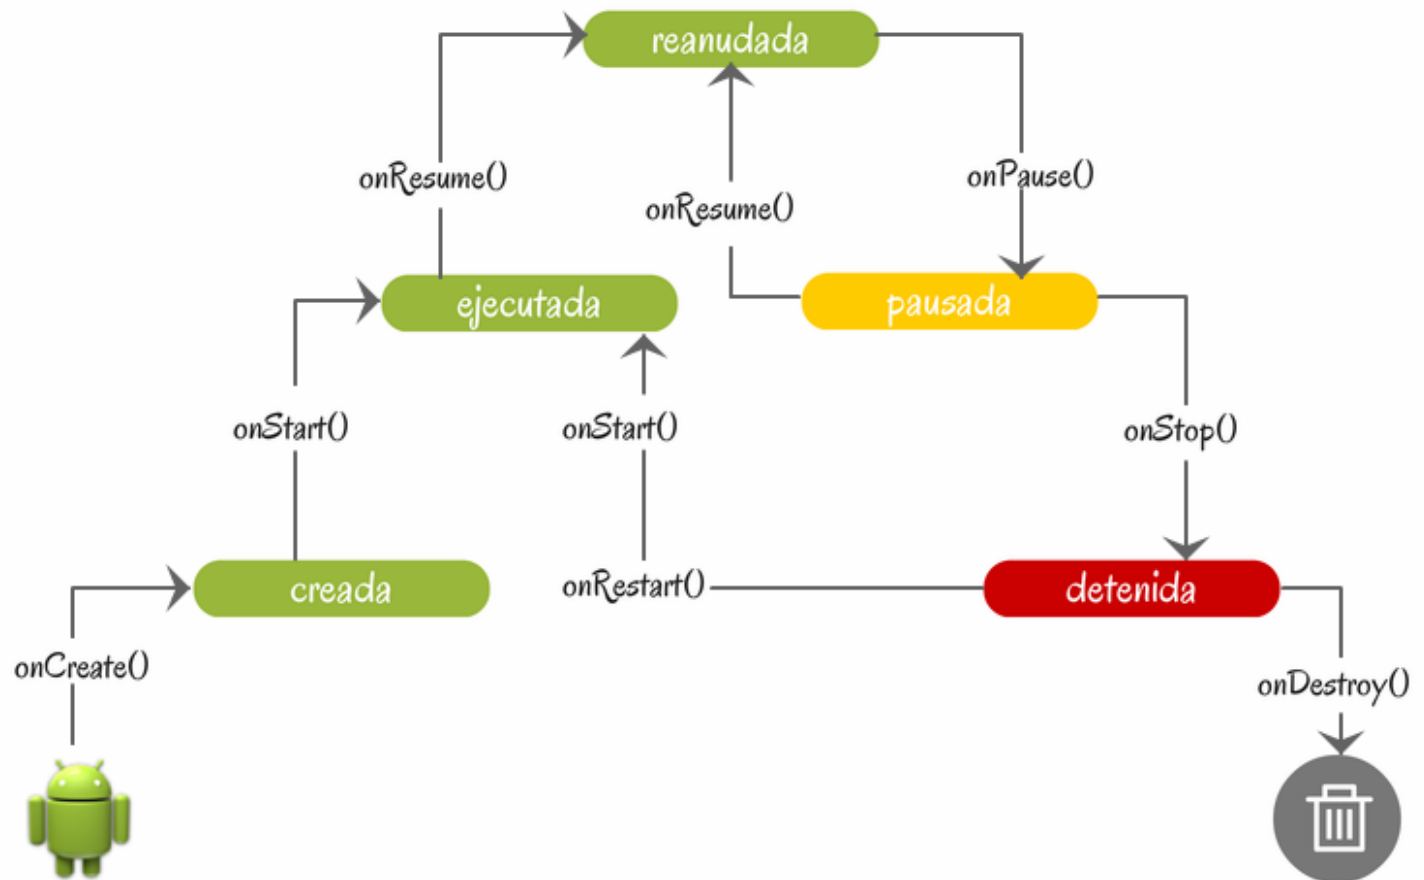 reanudada
onResume()
onPause()
onResume()
ejecutada
pausada
onStart()
onStart()
onStop()
creada
onRestart()
detenida
onCreate()
onDestroy()